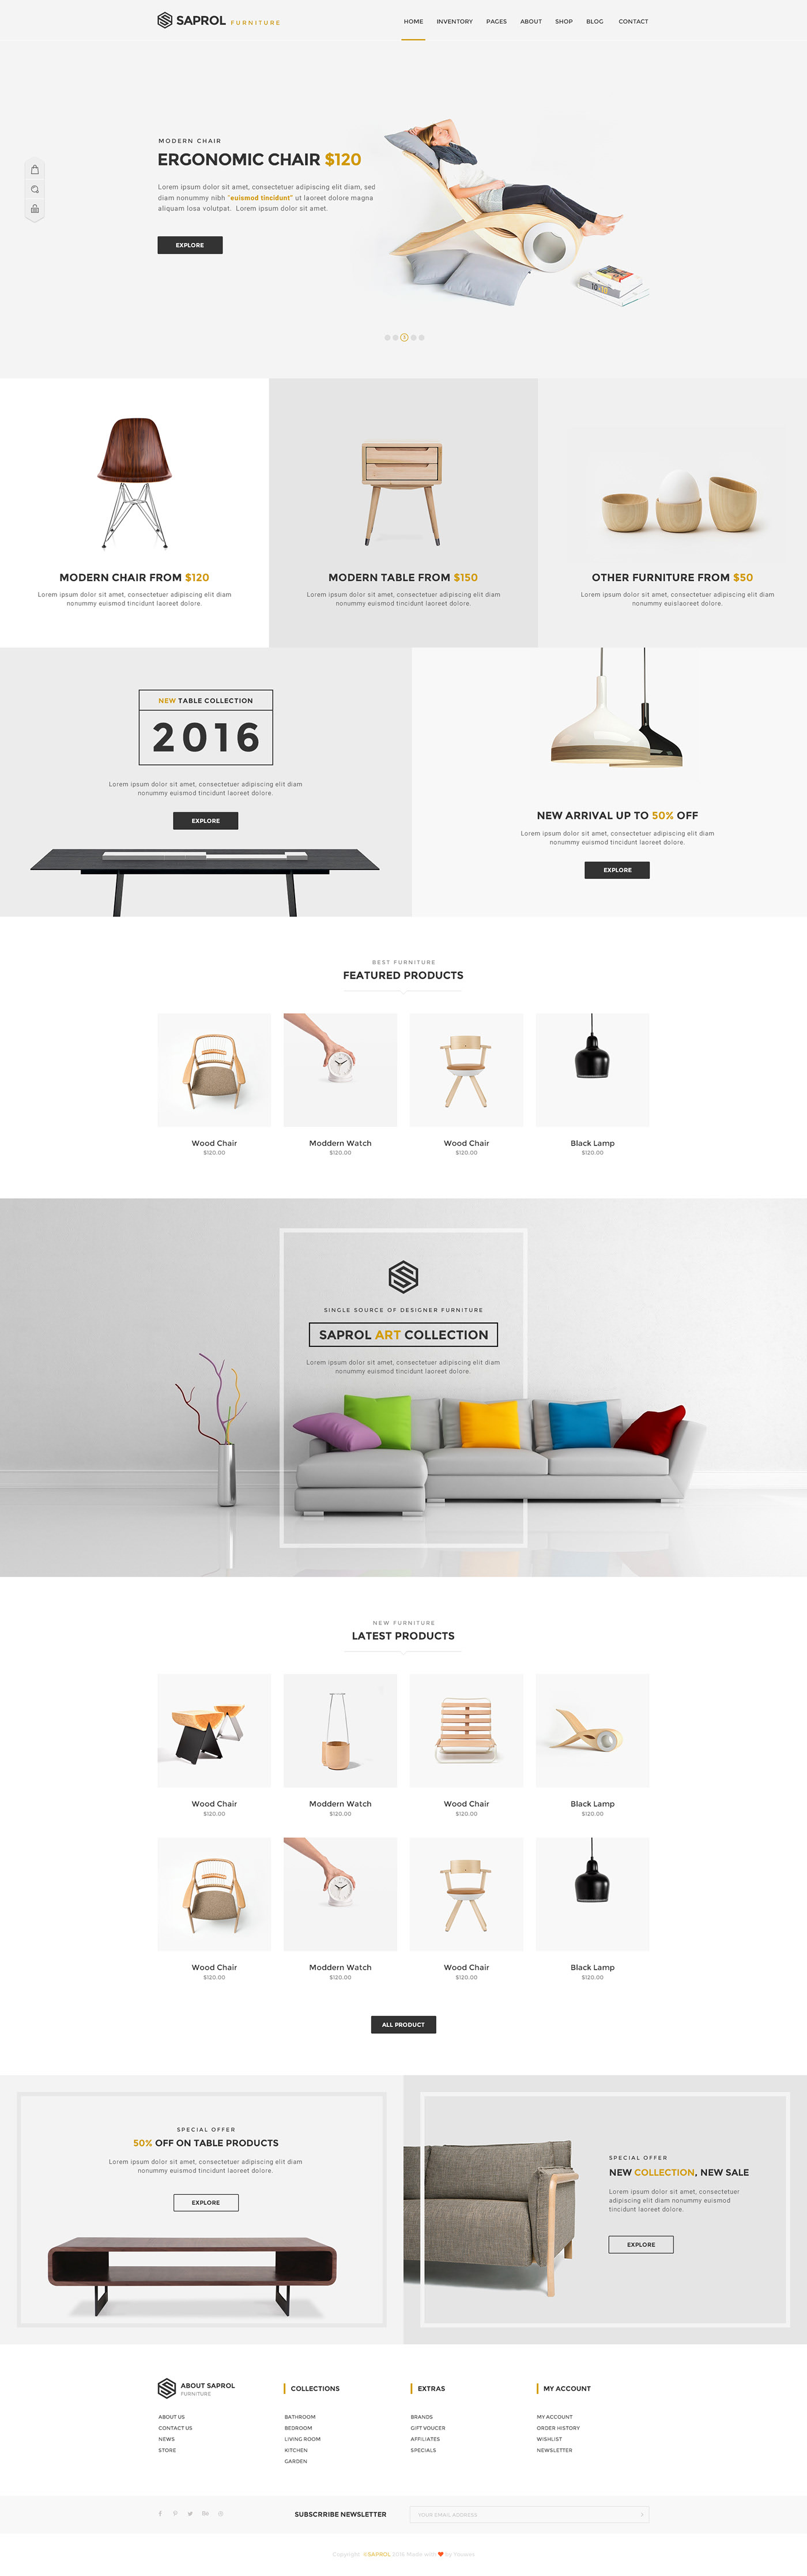 SAPROL FURNITURE
HOME INVENTORY PAGES ABOUT SHOP BLOG CONTACT
MODERN CHAIR
ERGONOMIC CHAIR $120
Lorem ipsum dolor sit amet, consectetuer adipiscing elit diam, sed
diam nonummy nibh "euismod tincidunt" ut laoreet dolore magna
aliquam losa volutpat. Lorem ipsum dolor sit amet.
EXPLORE
10
3
MODERN CHAIR FROM $120
Lorem ipsum dolor sit amet, consectetuer adipiscing elit diam
nonummy euismod tincidunt laoreet dolore.
MODERN TABLE FROM $150
Lorem ipsum dolor sit amet, consectetuer adipiscing elit diam
nonummy euismod tincidunt laoreet dolore.
OTHER FURNITURE FROM $50
Lorem ipsum dolor sit amet, consectetuer adipiscing elit diam
nonummy euislaoreet dolore.
NEW TABLE COLLECTION
2016
Lorem ipsum dolor sit amet, consectetuer adipiscing elit diam
nonummy euismod tincidunt laoreet dolore.
EXPLORE
NEW ARRIVAL UP TO 50% OFF
Lorem ipsum dolor sit amet, consectetuer adipiscing elit diam
nonummy euismod tincidunt laoreet dolore.
EXPLORE
BEST FURNITURE
FEATURED PRODUCTS
Wood Chair Moddern Watch Wood Chair Black Lamp
$120.00 $120.00 $120.00 $120.00
SINGLE SOURCE OF DESIGNER FURNITURE
SAPROL ART COLLECTION
Lorem ipsum dolor sit amet, consectetuer adipiscing elit diam
nonummy euismod tincidunt laoreet dolore.
NEW FURNITURE
LATEST PRODUCTS
Wood Chair Moddern Watch Wood Chair Black Lamp
$120.00 $120.00 $120.00 $120.00
Wood Chair Moddern Watch Wood Chair Black Lamp
$120.00 $120.00 $120.00 $120.00
ALL PRODUCT
SPECIAL OFFER
50% OFF ON TABLE PRODUCTS
Lorem ipsum dolor sit amet, consectetuer adipiscing elit diam
nonummy euismod tincidunt laoreet dolore.
EXPLORE
SPECIAL OFFER
NEW COLLECTION, NEW SALE
Lorem ipsum dolor sit amet, consectetuer
adipiscing elit diam nonummy euismod
tincidunt laoreet dolore.
EXPLORE
ABOUT SAPROL
FURNITURE
ABOUT US
CONTACT US
NEWS
STORE
COLLECTIONS
BATHROOM
BEDROOM
LIVING ROOM
KITCHEN
GARDEN
EXTRAS
BRANDS
GIFT VOUCER
AFFILIATES
SPECIALS
MY ACCOUNT
MY ACCOUNT
ORDER HISTORY
WISHLIST
NEWSLETTER
SUBSCRRIBE NEWSLETTER
YOUR EMAIL ADDRESS
Copyright ©SAPROL 2016 Made with ❤ by